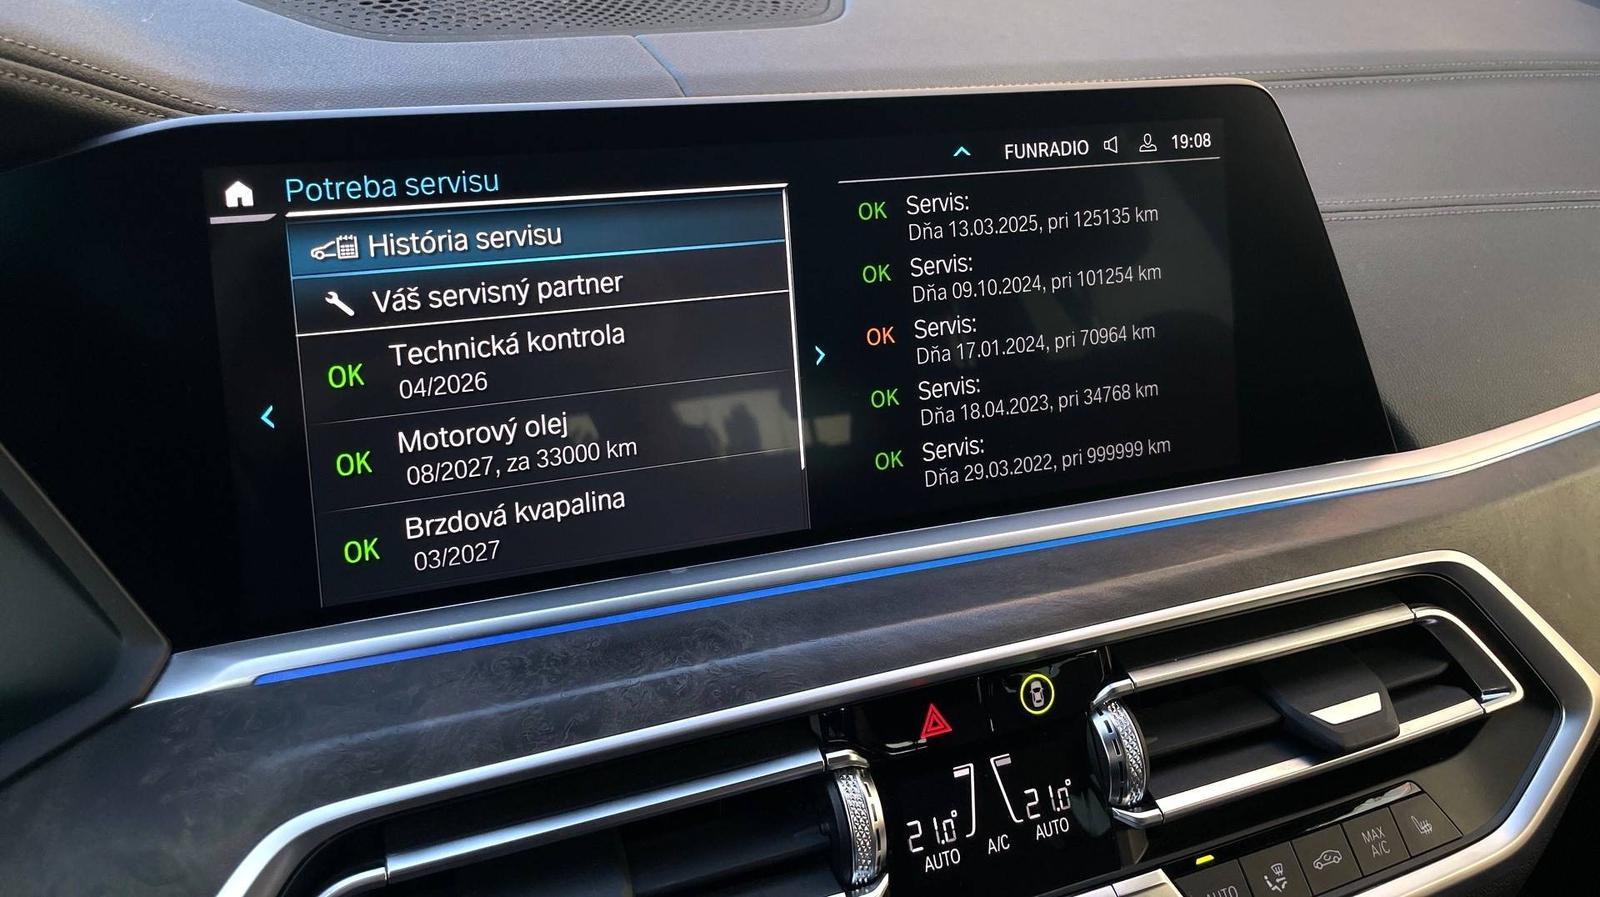 FUNRADIO 19:08
Potreba servisu
História servisu
Váš servisný partner
OK Technická kontrola
04/2026
OK Motorový olej
08/2027, za 33000 km
OK Brzdová kvapalina
03/2027
OK Servis:
Dňa 13.03.2025, pri 125135 km
OK Servis:
Dňa 09.10.2024, pri 101254 km
OK Servis:
Dňa 17.01.2024, pri 70964 km
OK Servis:
Dňa 18.04.2023, pri 34768 km
OK Servis:
Dňa 29.03.2022, pri 999999 km
21.0° 21.0°
AUTO A/C AUTO
AUTO
MAX
A/C